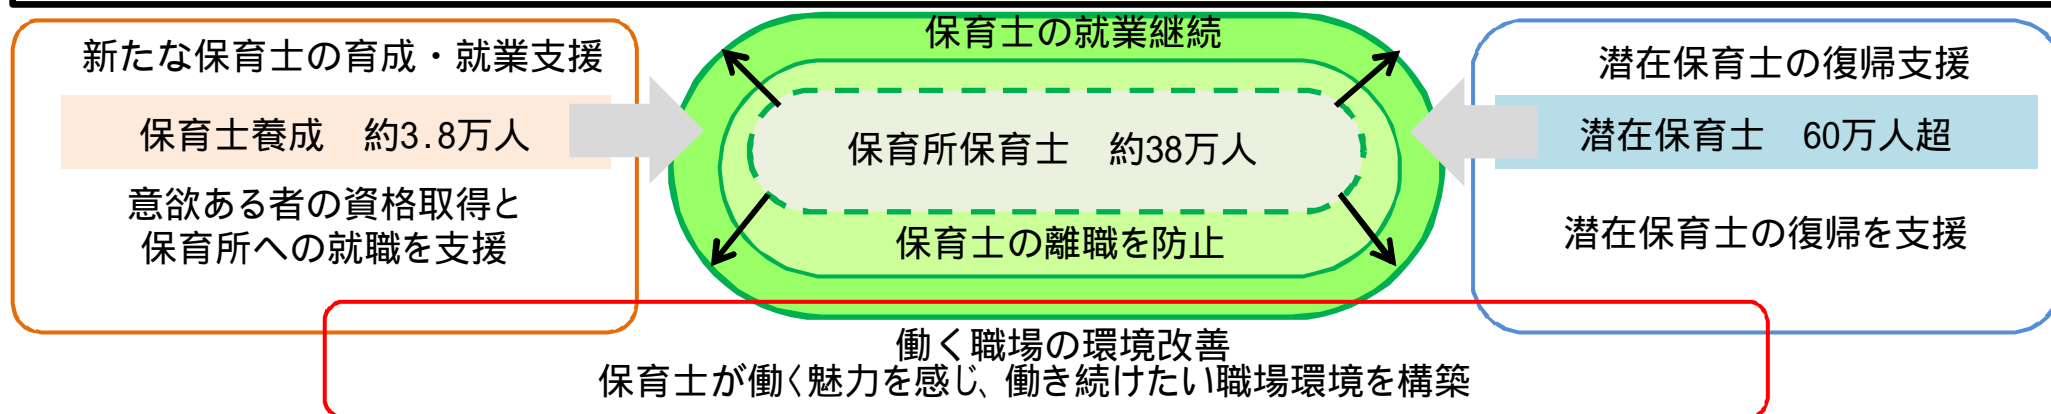 新たな保育士の育成・就業支援
保育士養成　約3.8万人
意欲ある者の資格取得と
保育所への就職を支援
保育士の就業継続
保育所保育士　約38万人
保育士の離職を防止
潜在保育士の復帰支援
潜在保育士　60万人超
潜在保育士の復帰を支援
働く職場の環境改善
保育士が働く魅力を感じ、働き続けたい職場環境を構築